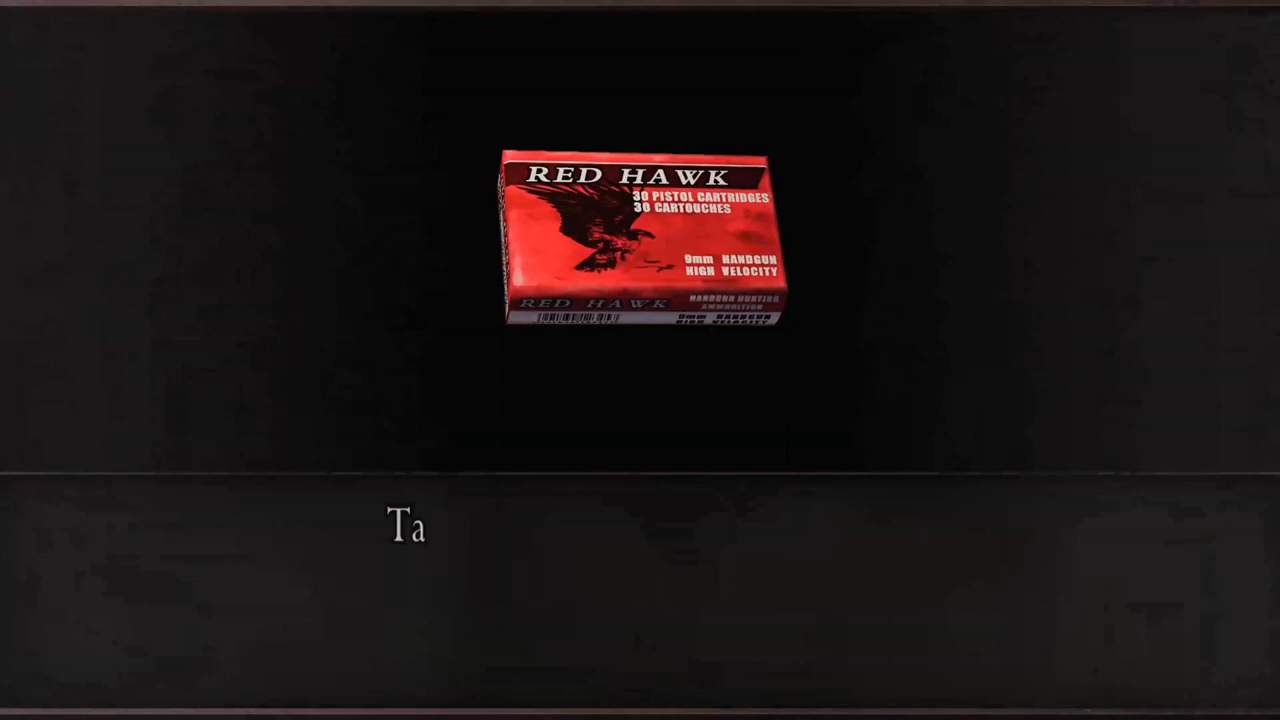 RED HAWK
30 PISTOL CARTRIDGES
30 CARTOUCHES
9mm HANDGUN
HIGH VELOCITY
RED HAWK
HANDGUN HUNTING
AMMUNITION
9mm HANDGUN
HIGH VELOCITY
Ta